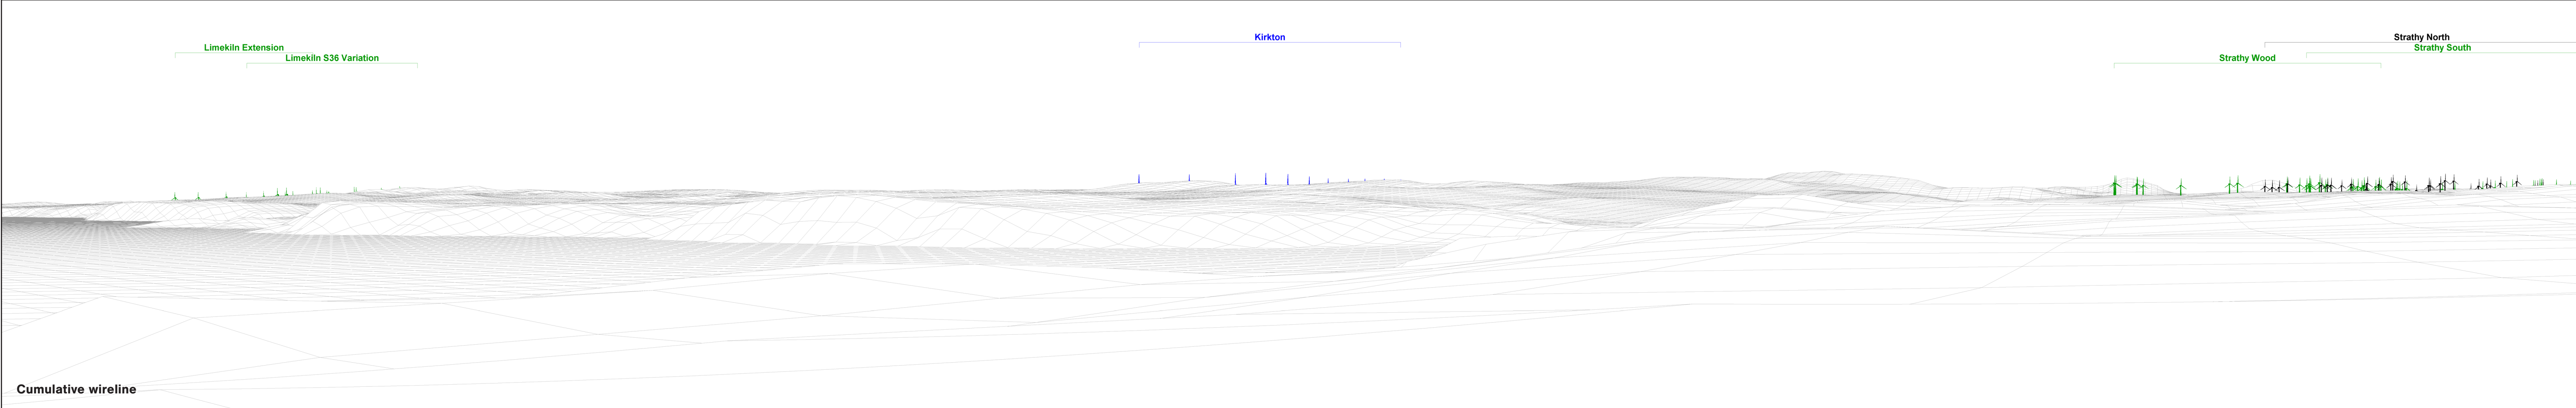 Kirkton
Strathy North
Limekiln Extension
Strathy South
Limekiln S36 Variation
Strathy Wood
Cumulative wireline